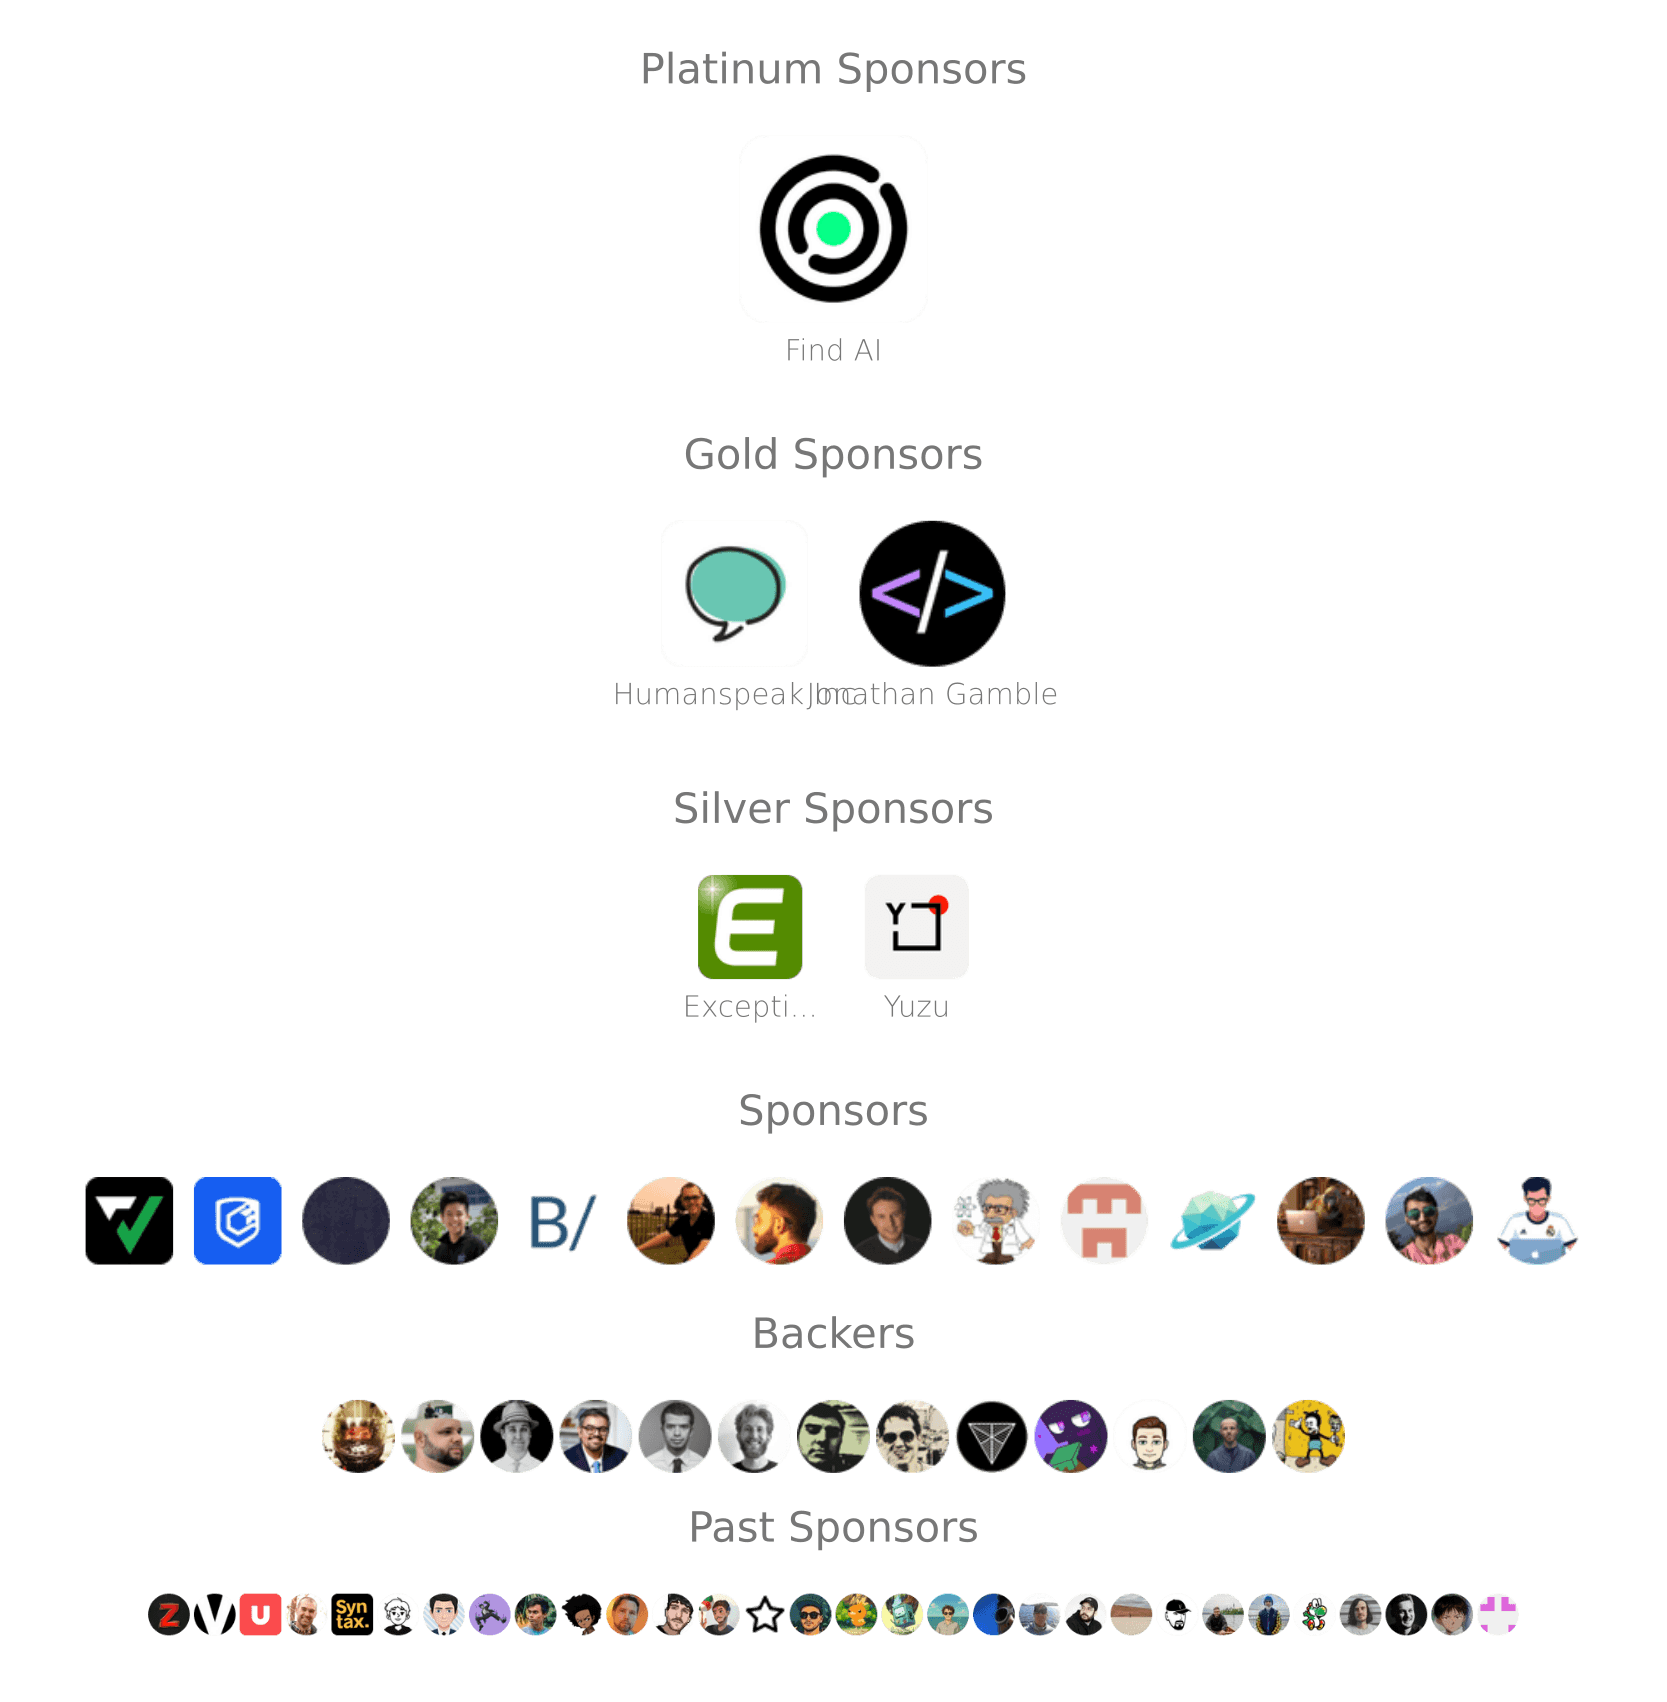 Platinum Sponsors
Find AI
Gold Sponsors
Humanspeak Inc
Jonathan Gamble
Silver Sponsors
E
Y
Excepti...
Yuzu
Sponsors
B/
Backers
Past Sponsors
Z
U
Syn
tax.